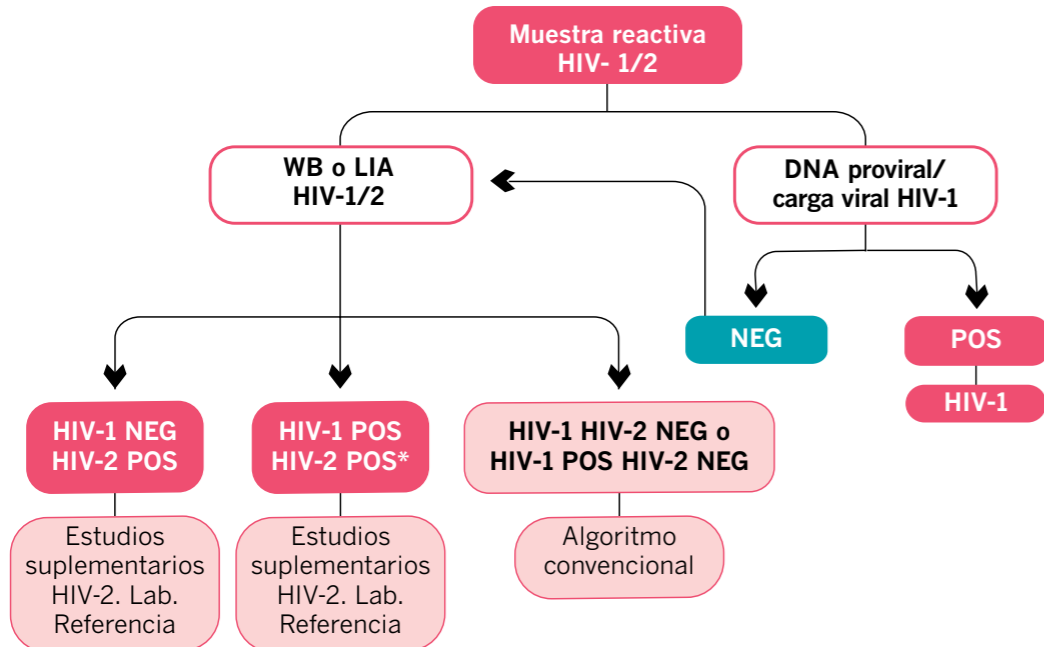 Muestra reactiva
HIV- 1/2
WB o LIA
HIV-1/2
DNA proviral/
carga viral HIV-1
NEG
POS
HIV-1
HIV-1 NEG
HIV-2 POS
HIV-1 POS
HIV-2 POS*
HIV-1 HIV-2 NEG o
HIV-1 POS HIV-2 NEG
Estudios
suplementarios
HIV-2. Lab.
Referencia
Estudios
suplementarios
HIV-2. Lab.
Referencia
Algoritmo
convencional